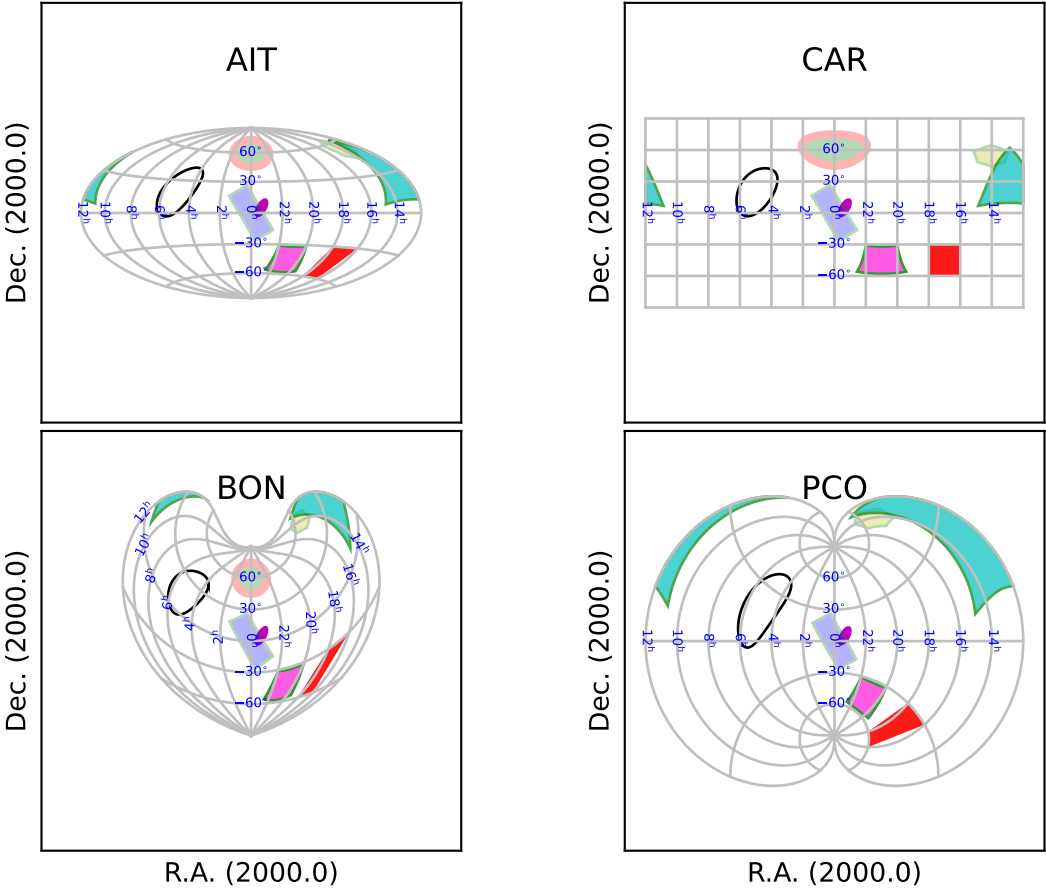 AIT
Dec. (2000.0)
60°
30°
12h 10h 8h 6h 4h 2h 0h 22h 20h 18h 16h 14h
−30°
−60°
CAR
Dec. (2000.0)
60°
30°
12h 10h 8h 6h 4h 2h 0h 22h 20h 18h 16h 14h
−30°
−60°
BON
Dec. (2000.0)
12h 10h 8h 6h 4h 2h 0h 22h 20h 18h 16h 14h
60°
30°
−30°
−60°
R.A. (2000.0)
PCO
Dec. (2000.0)
60°
30°
12h 10h 8h 6h 4h 2h 0h 22h 20h 18h 16h 14h
−30°
−60°
R.A. (2000.0)